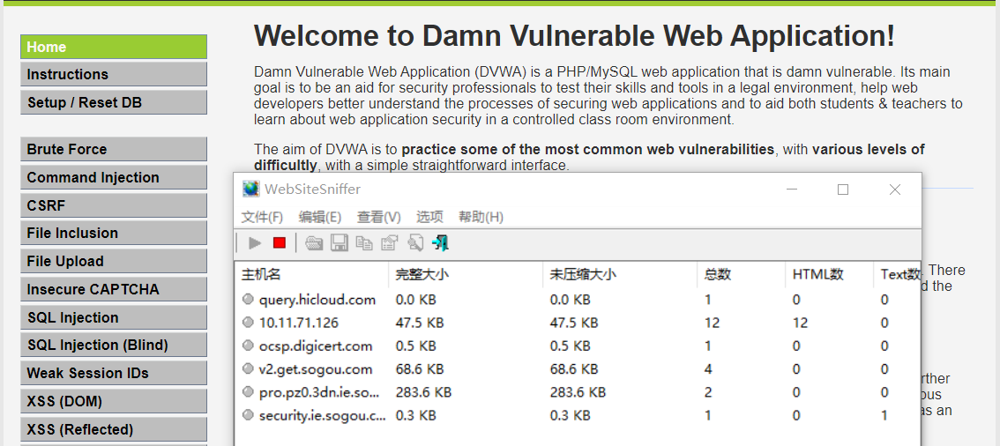 Home
Instructions
Setup / Reset DB
Brute Force
Command Injection
CSRF
File Inclusion
File Upload
Insecure CAPTCHA
SQL Injection
SQL Injection (Blind)
Weak Session IDs
XSS (DOM)
XSS (Reflected)
Welcome to Damn Vulnerable Web Application!
Damn Vulnerable Web Application (DVWA) is a PHP/MySQL web application that is damn vulnerable. Its main
goal is to be an aid for security professionals to test their skills and tools in a legal environment, help web
developers better understand the processes of securing web applications and to aid both students & teachers to
learn about web application security in a controlled class room environment.
The aim of DVWA is to practice some of the most common web vulnerabilities, with various levels of
difficultly, with a simple straightforward interface.
WebSiteSniffer
文件(F) 编辑(E) 查看(V) 选项 帮助(H)
主机名 完整大小 未压缩大小 总数 HTML数 Text数
query.hicloud.com 0.0 KB 0.0 KB 1 0 0
10.11.71.126 47.5 KB 47.5 KB 12 12 0
ocsp.digicert.com 0.5 KB 0.5 KB 1 0 0
v2.get.sogou.com 68.6 KB 68.6 KB 4 0 0
pro.pz0.3dn.ie.so... 283.6 KB 283.6 KB 2 0 0
security.ie.sogou.c... 0.3 KB 0.3 KB 1 0 1
. There
d the
rther
ous
as an